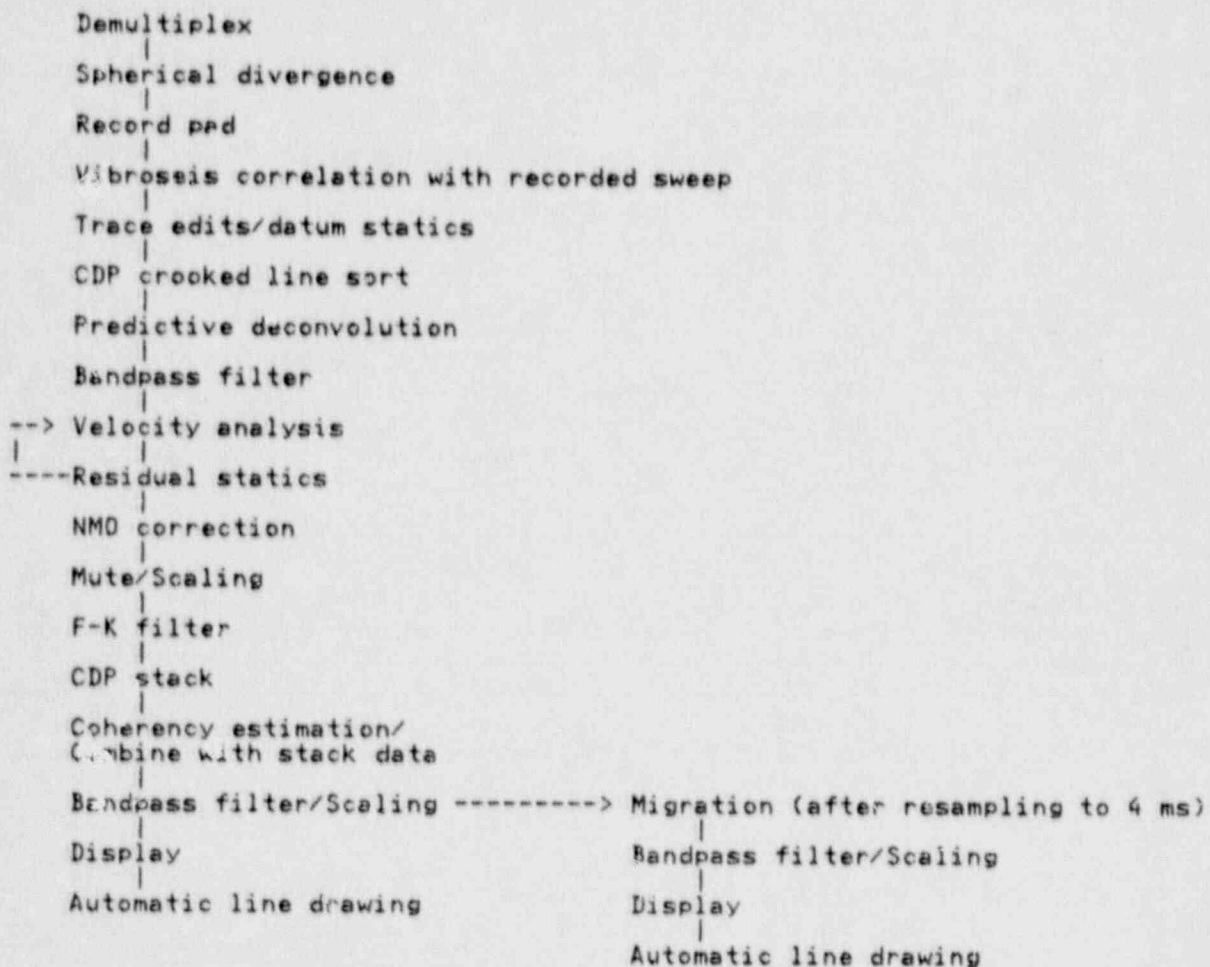 Demultiplex
Spherical divergence
Record pad
Vibroseis correlation with recorded sweep
Trace edits/datum statics
CDP crooked line sort
Predictive deconvolution
Bandpass filter
--> Velocity analysis
----Residual statics
NMO correction
Mute/Scaling
F-K filter
CDP stack
Coherency estimation/
Combine with stack data
Bandpass filter/Scaling ---------> Migration (after resampling to 4 ms)
Display Bandpass filter/Scaling
Automatic line drawing Display
Automatic line drawing